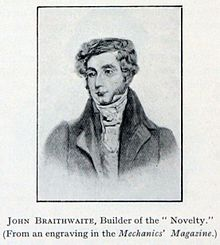 John Braithwaite, Builder of the "Novelty."
(From an engraving in the Mechanics' Magazine.)